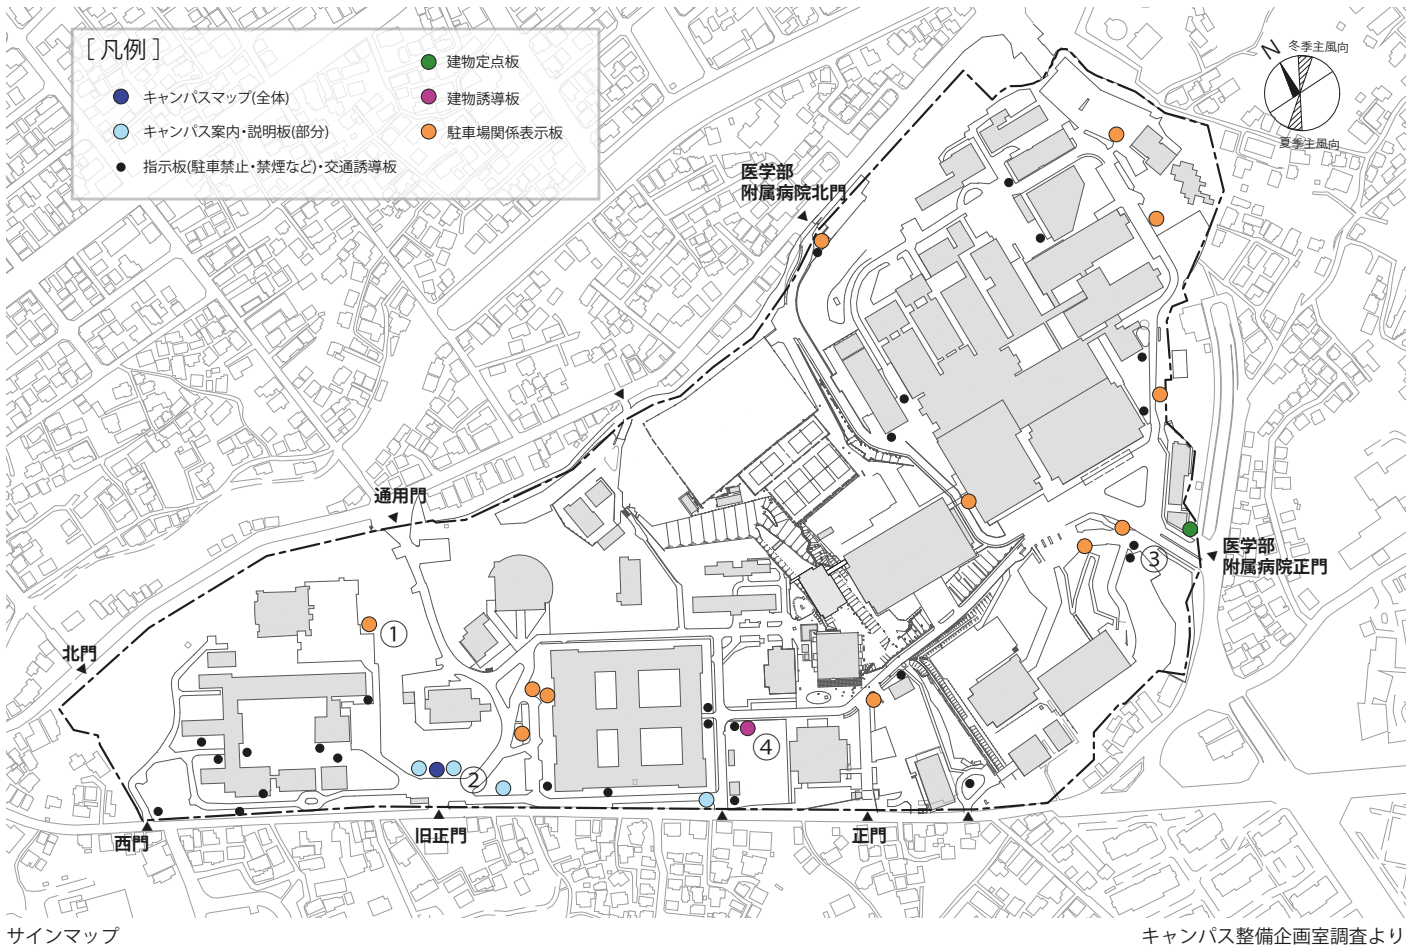 [ 凡例 ]
キャンパスマップ(全体)
キャンパス案内・説明板(部分)
指示板(駐車禁止・禁煙など)・交通誘導板
建物定点板
建物誘導板
駐車場関係表示板
N
冬季主風向
夏季主風向
医学部
附属病院北門
通用門
北門
①
②
③
④
医学部
附属病院正門
西門
旧正門
正門
サインマップ
キャンパス整備企画室調査より